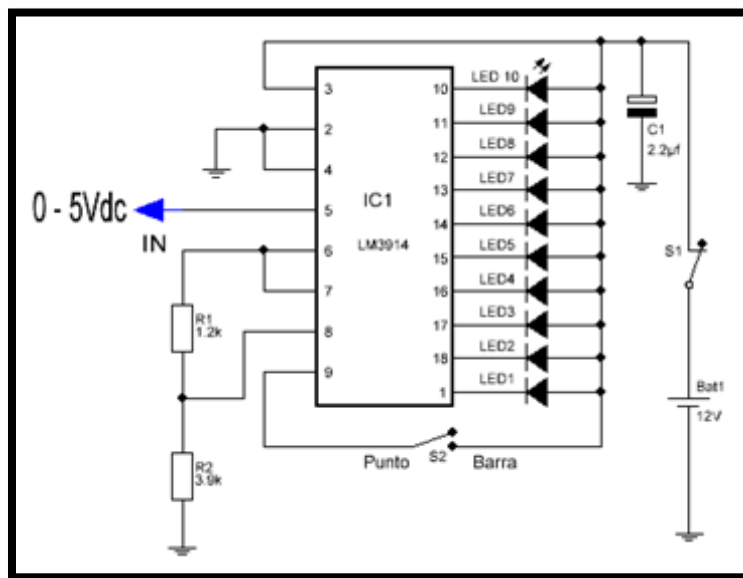 3
2
4
5
6
7
8
9
IC1
LM3914
10
11
12
13
14
15
16
17
18
1
LED 10
LED9
LED8
LED7
LED6
LED5
LED4
LED3
LED2
LED1
C1
2.2µf
0 - 5Vdc
IN
R1
1.2k
R2
3.9k
S1
Bat1
12V
Punto
S2
Barra